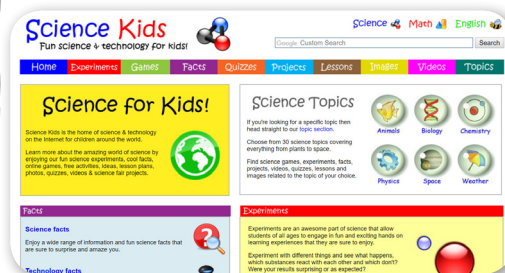 Science Kids
Fun science & technology for kids!
Science Math English
Google Custom Search Search
Home Experiments Games Facts Quizzes Projects Lessons Images Videos Topics
Science for Kids!
Science Kids is the home of science & technology
on the Internet for children around the world.
Learn more about the amazing world of science by
enjoying our fun science experiments, cool facts,
online games, free activities, ideas, lesson plans,
photos, quizzes, videos & science fair projects.
Science Topics
If you're looking for a specific topic then
head straight to our topic section.
Choose from 30 science topics covering
everything from plants to space.
Find science games, experiments, facts,
projects, videos, quizzes, lessons and
images related to the topic of your choice.
Animals Biology Chemistry
Physics Space Weather
Facts
Science facts
Enjoy a wide range of information and fun science facts that
are sure to surprise and amaze you.
Technology facts
Experiments
Experiments are an awesome part of science that allow
students of all ages to engage in fun and exciting hands on
learning experiences that they are sure to enjoy.
Experiment with different things and see what happens,
which substances react with each other and which don't?
Were your results surprising or as expected?